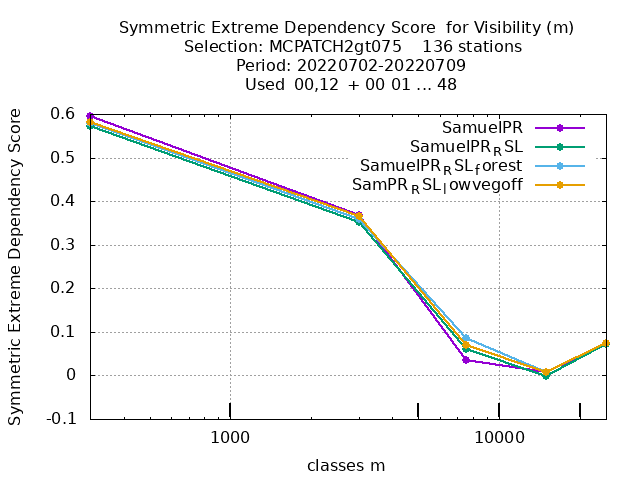 Symmetric Extreme Dependency Score for Visibility (m)
Selection: MCPATCH2gt075 136 stations
Period: 20220702-20220709
Used 00,12 + 00 01 ... 48
Symmetric Extreme Dependency Score
0.6
0.5
0.4
0.3
0.2
0.1
0
-0.1
SamuelPR
SamuelPR_RSL
SamuelPR_RSL_forest
SamPR_RSL_lowvegoff
1000
10000
classes m